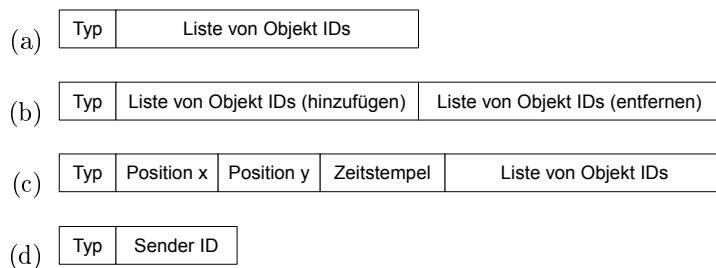 (a) Typ Liste von Objekt IDs
(b) Typ Liste von Objekt IDs (hinzufügen) Liste von Objekt IDs (entfernen)
(c) Typ Position x Position y Zeitstempel Liste von Objekt IDs
(d) Typ Sender ID